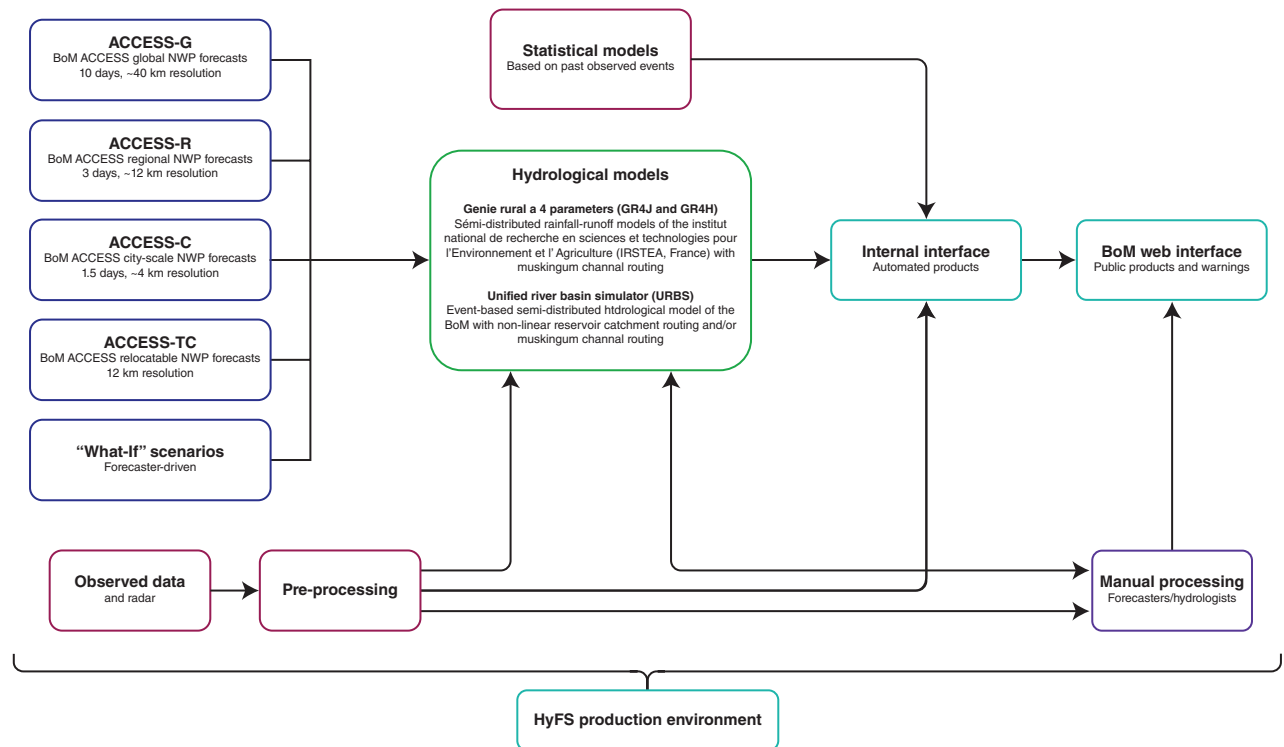 ACCESS-G
BoM ACCESS global NWP forecasts
10 days, ~40 km resolution
ACCESS-R
BoM ACCESS regional NWP forecasts
3 days, ~12 km resolution
ACCESS-C
BoM ACCESS city-scale NWP forecasts
1.5 days, ~4 km resolution
ACCESS-TC
BoM ACCESS relocatable NWP forecasts
12 km resolution
“What-If” scenarios
Forecaster-driven
Statistical models
Based on past observed events
Hydrological models
Genie rural a 4 parameters (GR4J and GR4H)
Sémi-distributed rainfall-runoff models of the institut
national de recherche en sciences et technologies pour
l’Environnement et l’ Agriculture (IRSTEA, France) with
muskingum channal routing
Unified river basin simulator (URBS)
Event-based semi-distributed htdrological model of the
BoM with non-linear reservoir catchment routing and/or
muskingum channal routing
Internal interface
Automated products
BoM web interface
Public products and warnings
Observed data
and radar
Pre-processing
Manual processing
Forecasters/hydrologists
HyFS production environment